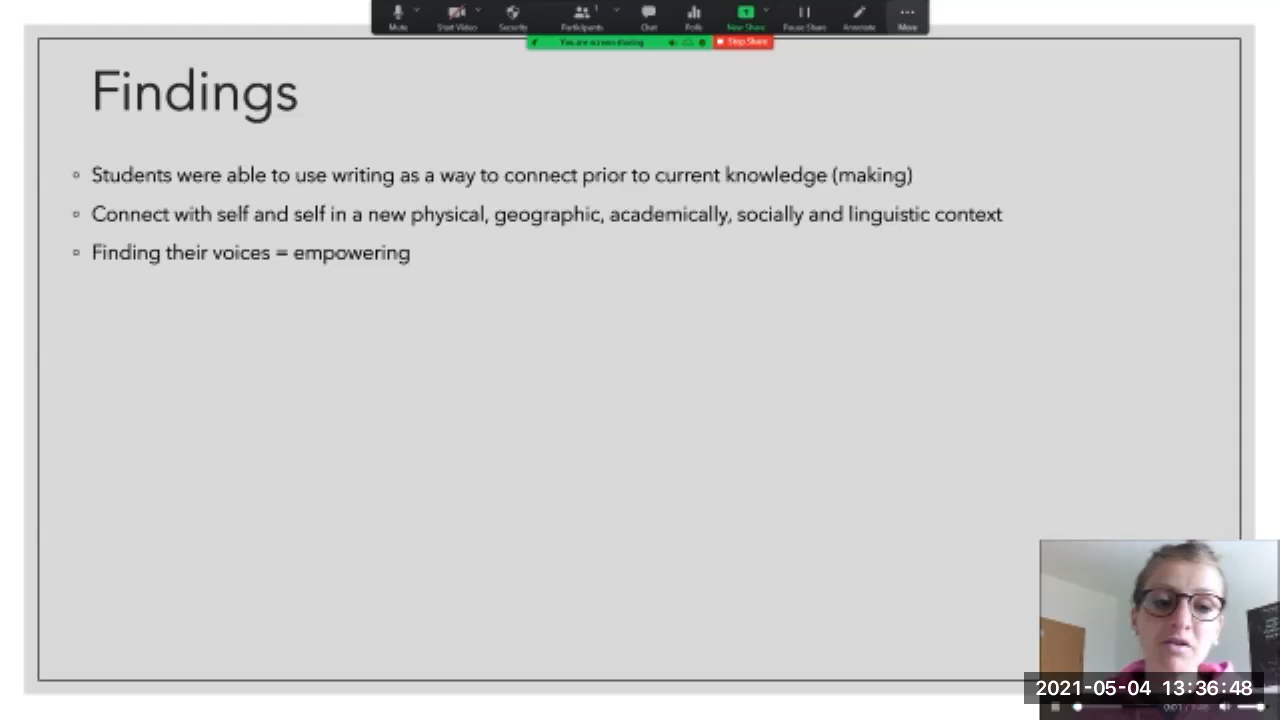 Mute
Start Video
Security
Participants
1
Chat
Polls
New Share
Pause Share
Annotate
More
You are screen sharing
Stop Share
Findings
Students were able to use writing as a way to connect prior to current knowledge (making)
Connect with self and self in a new physical, geographic, academically, socially and linguistic context
Finding their voices = empowering
2021-05-04 13:36:48